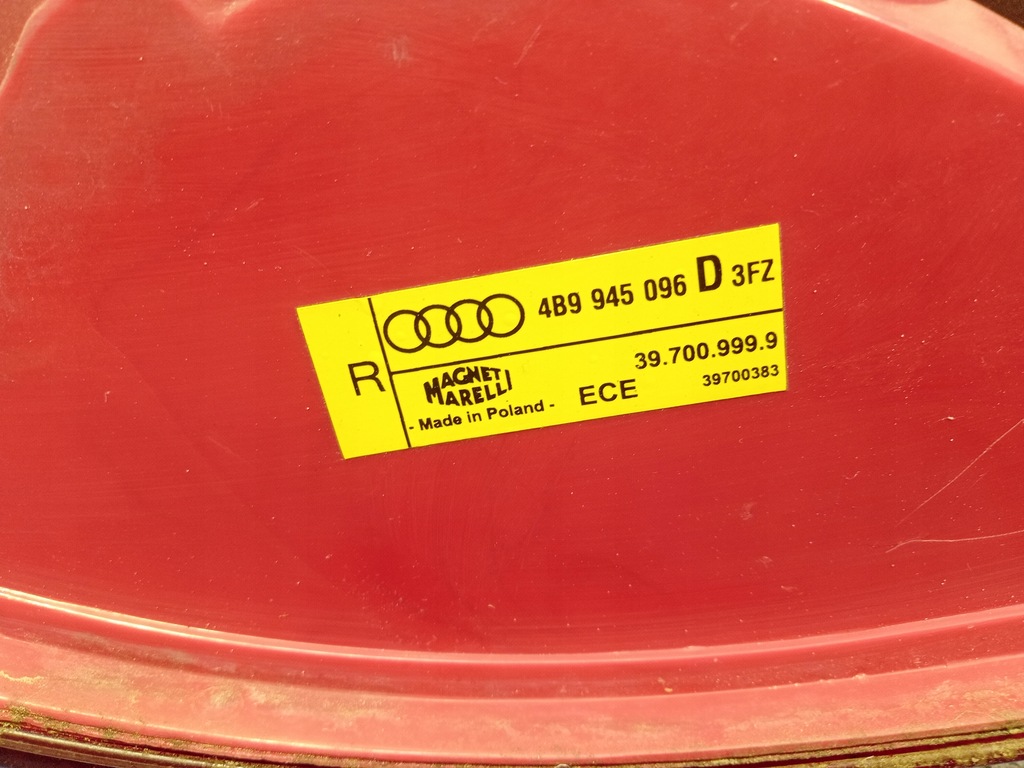 R
4B9 945 096 D 3FZ
39.700.999.9
MAGNETI
MARELLI
ECE
39700383
- Made in Poland -